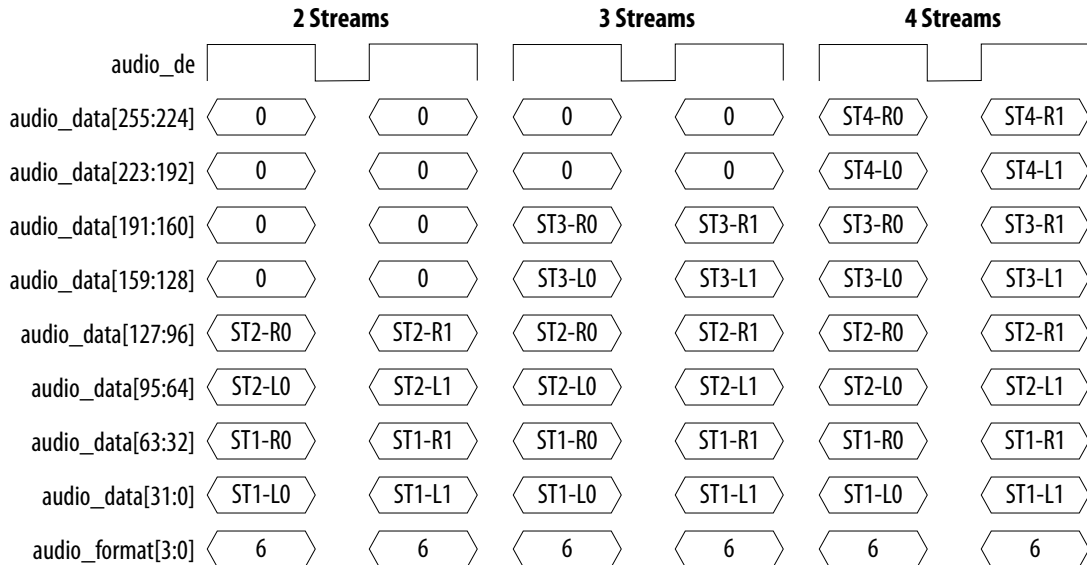 2 Streams 3 Streams 4 Streams
audio_de
audio_data[255:224] 0 0 0 0 ST4-R0 ST4-R1
audio_data[223:192] 0 0 0 0 ST4-L0 ST4-L1
audio_data[191:160] 0 0 ST3-R0 ST3-R1 ST3-R0 ST3-R1
audio_data[159:128] 0 0 ST3-L0 ST3-L1 ST3-L0 ST3-L1
audio_data[127:96] ST2-R0 ST2-R1 ST2-R0 ST2-R1 ST2-R0 ST2-R1
audio_data[95:64] ST2-L0 ST2-L1 ST2-L0 ST2-L1 ST2-L0 ST2-L1
audio_data[63:32] ST1-R0 ST1-R1 ST1-R0 ST1-R1 ST1-R0 ST1-R1
audio_data[31:0] ST1-L0 ST1-L1 ST1-L0 ST1-L1 ST1-L0 ST1-L1
audio_format[3:0] 6 6 6 6 6 6